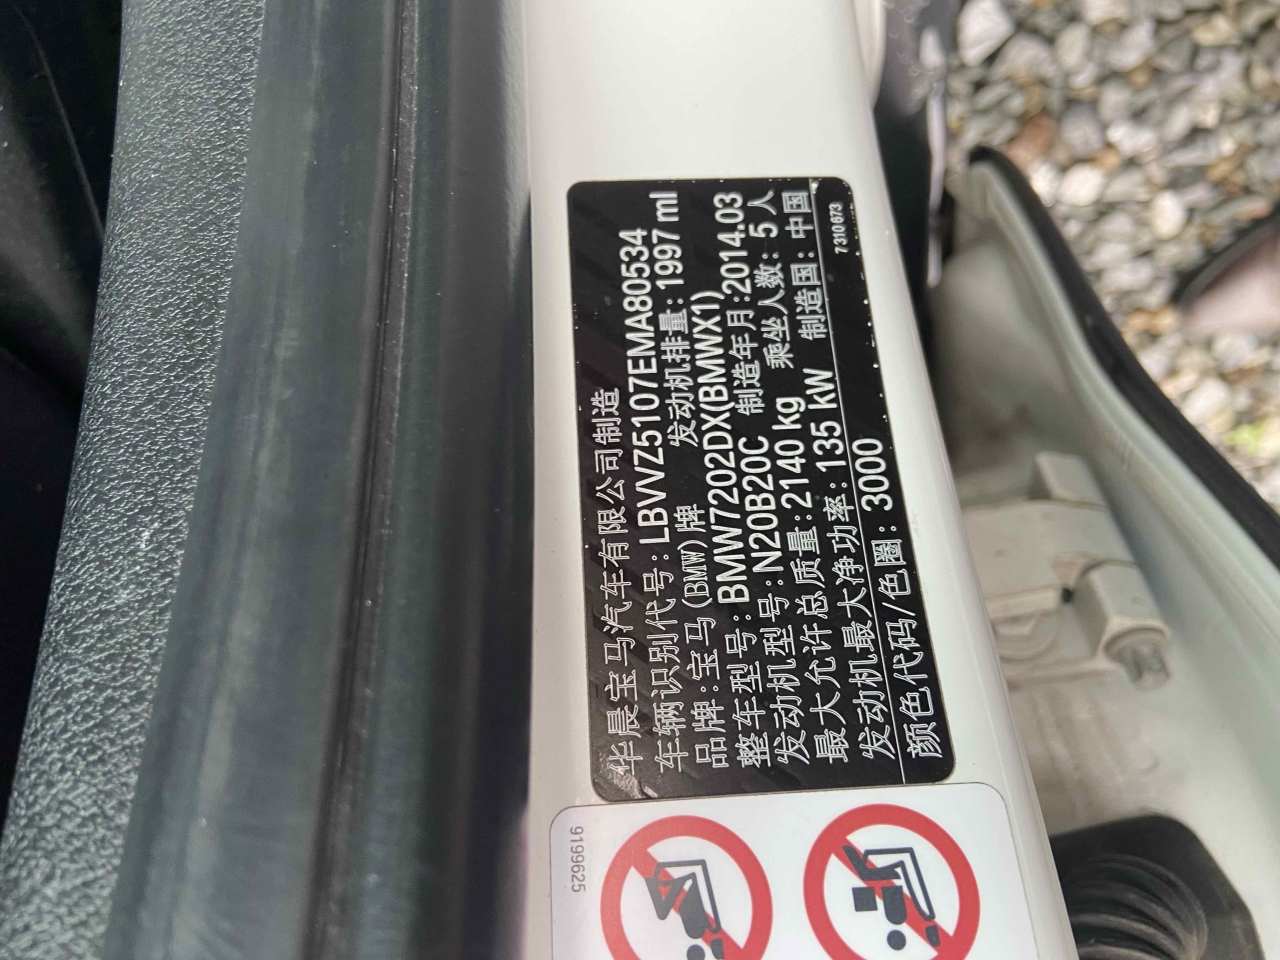 华晨宝马汽车有限公司制造
车辆识别代号: LBVVZ5107EMA80534
品牌:宝马(BMW)牌 发动机排量: 1997 ml
整车型号: BMW7202DX(BMWX1)
发动机型号: N20B20C 制造年月:2014.03
最大允许总质量:2140 kg 乘坐人数: 5 人
发动机最大净功率: 135 kW 制造国: 中国
颜色代码/色圈: 3000
7310673
9199625